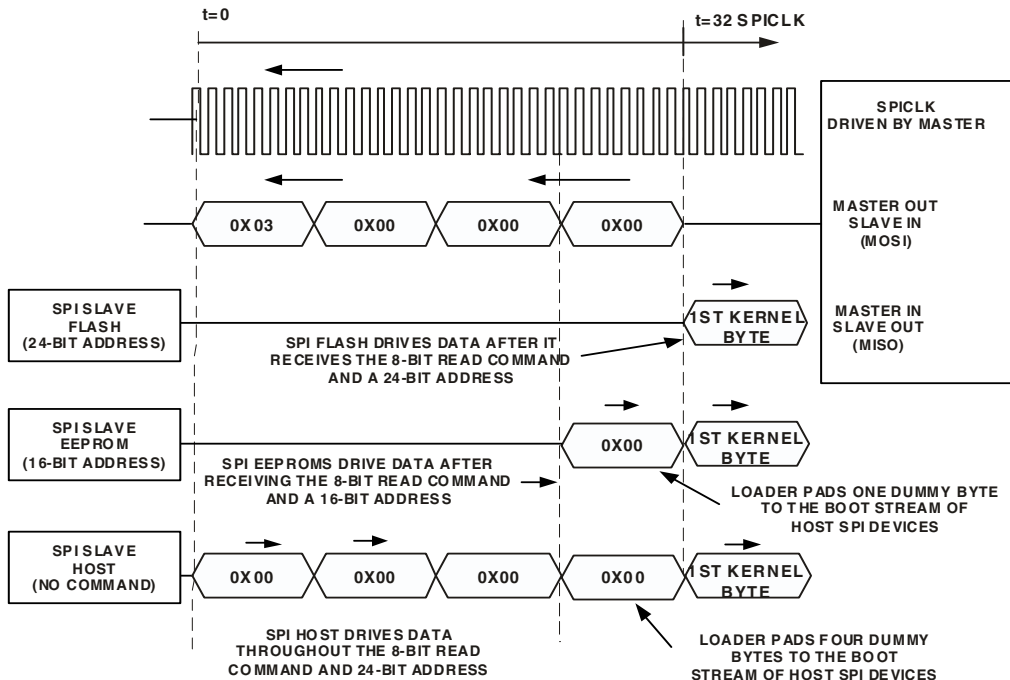 t=0
t=32 SPICLK
SPICLK
DRIVEN BY MASTER
0X03
0X00
0X00
0X00
MASTER OUT
SLAVE IN
(MOSI)
SPI SLAVE
FLASH
(24-BIT ADDRESS)
1ST KERNEL
BYTE
MASTER IN
SLAVE OUT
(MISO)
SPI FLASH DRIVES DATA AFTER IT
RECEIVES THE 8-BIT READ COMMAND
AND A 24-BIT ADDRESS
SPI SLAVE
EEPROM
(16-BIT ADDRESS)
0X00
1ST KERNEL
BYTE
SPI EEPROMS DRIVE DATA AFTER
RECEIVING THE 8-BIT READ COMMAND
AND A 16-BIT ADDRESS
LOADER PADS ONE DUMMY BYTE
TO THE BOOT STREAM OF
HOST SPI DEVICES
SPI SLAVE
HOST
(NO COMMAND)
0X00
0X00
0X00
0X00
1ST KERNEL
BYTE
SPI HOST DRIVES DATA
THROUGHOUT THE 8-BIT READ
COMMAND AND 24-BIT ADDRESS
LOADER PADS FOUR DUMMY
BYTES TO THE BOOT
STREAM OF HOST SPI DEVICES